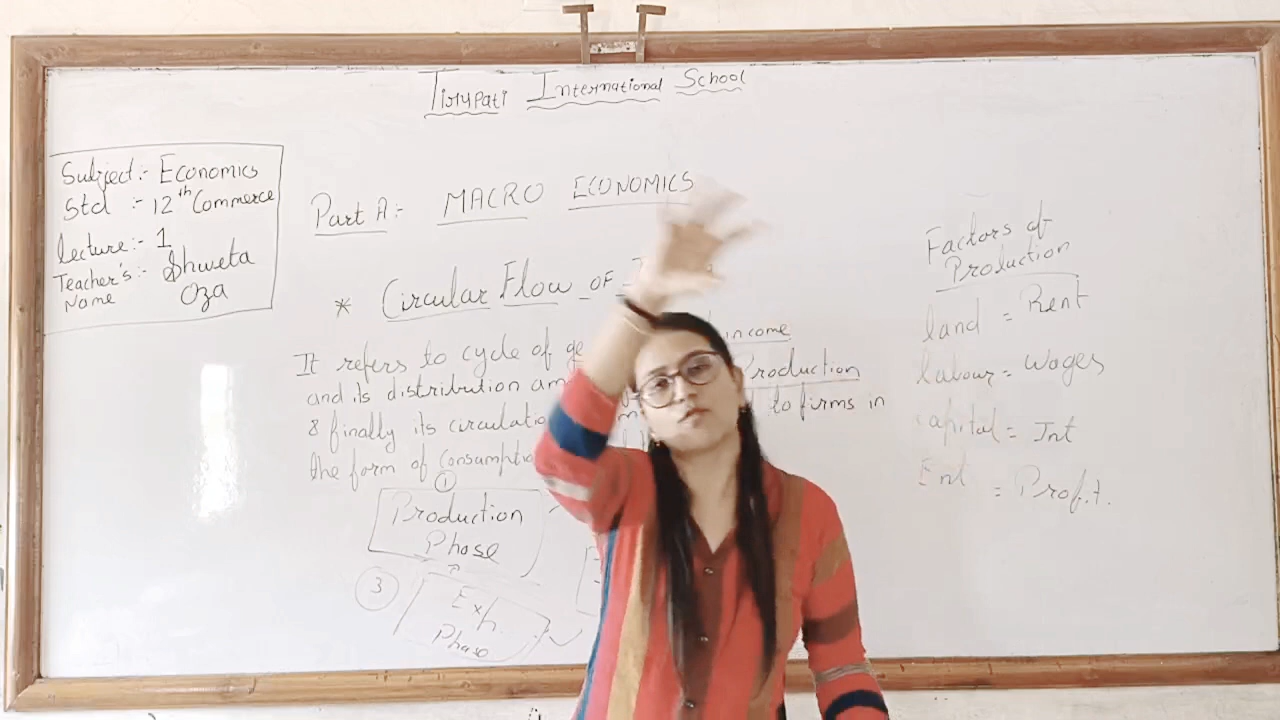 Tirupati International School
Subject:- Economics
Std :- 12th Commerce
lecture:- 1
Teacher's :- Shweta
Name Oza
Part A:- MACRO ECONOMICS
* Circular Flow OF
It refers to cycle of income
and its distribution Production
& finally its circulation to firms in
the form of consumption
1
Production
Phase
3
Exp.
Phase
Factors of
Production
land = Rent
labour = wages
capital = Int
Ent = Profit.